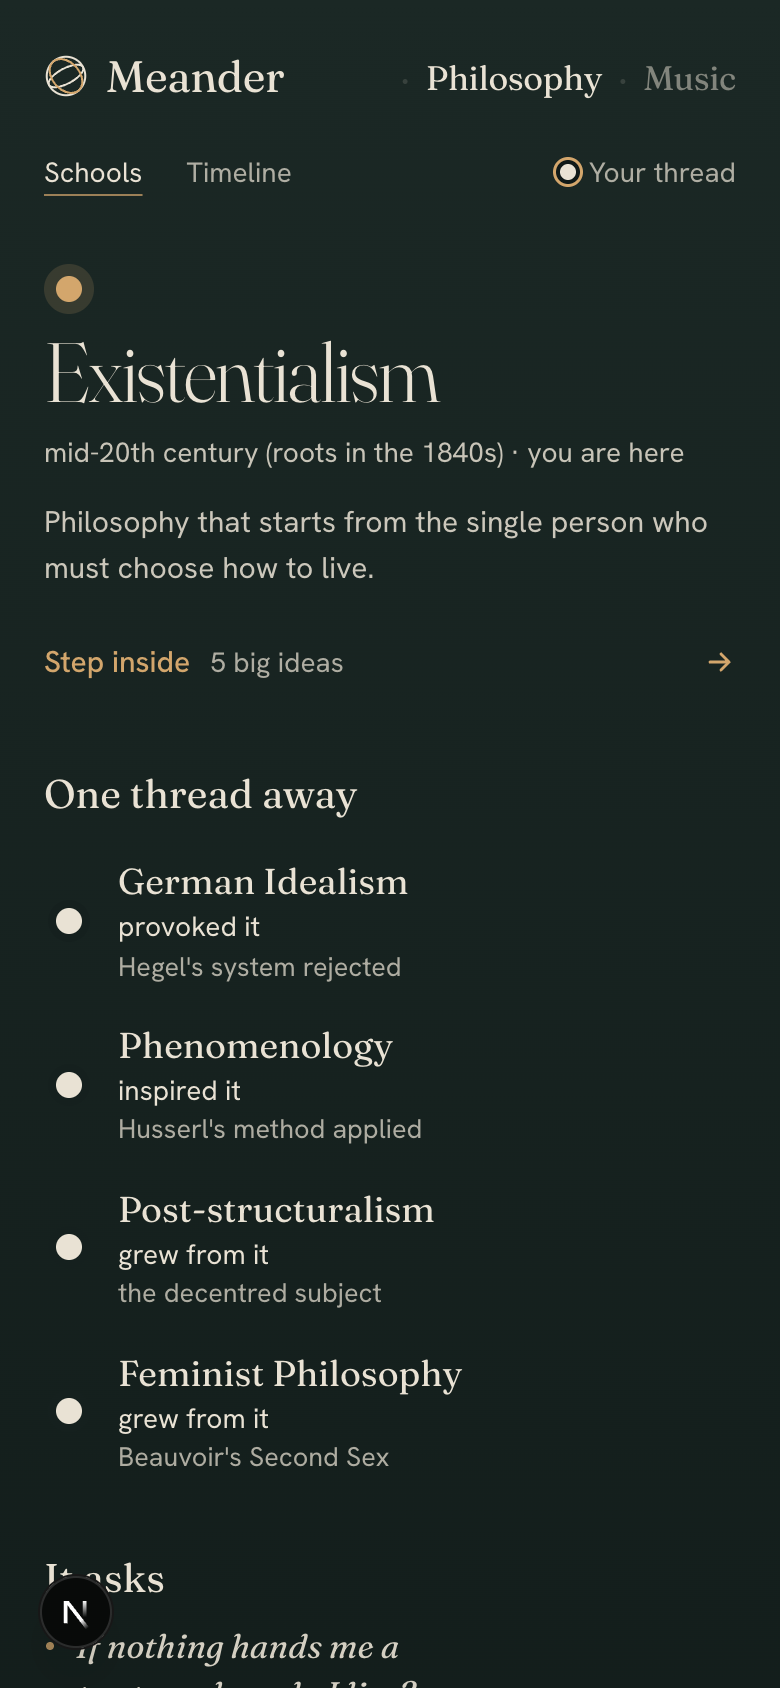 Meander · Philosophy · Music
Schools Timeline Your thread
Existentialism
mid-20th century (roots in the 1840s) · you are here
Philosophy that starts from the single person who
must choose how to live.
Step inside 5 big ideas →
One thread away
German Idealism
provoked it
Hegel's system rejected
Phenomenology
inspired it
Husserl's method applied
Post-structuralism
grew from it
the decentred subject
Feminist Philosophy
grew from it
Beauvoir's Second Sex
It asks
N
• If nothing hands me a